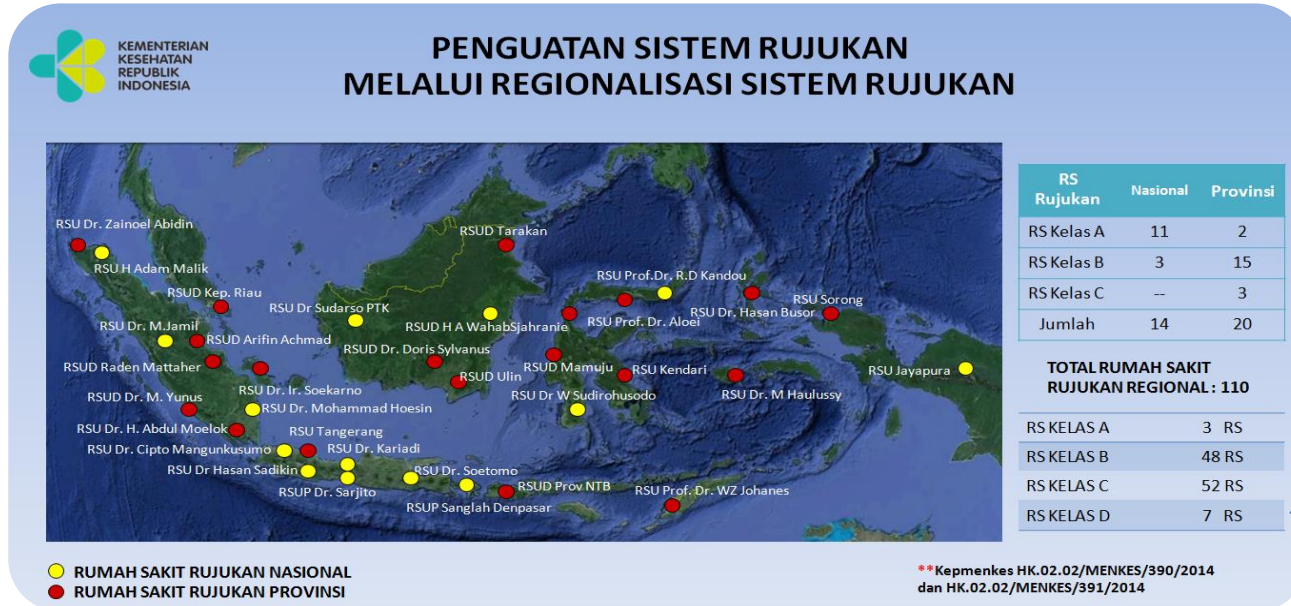 KEMENTERIAN
KESEHATAN
REPUBLIK
INDONESIA
PENGUATAN SISTEM RUJUKAN
MELALUI REGIONALISASI SISTEM RUJUKAN
RSU Dr. Zainoel Abidin
RSU H Adam Malik
RSUD Kep. Riau
RSU Dr. M.Jamil
RSUD Arifin Achmad
RSUD Raden Mattaher
RSU Dr. Ir. Soekarno
RSUD Dr. M. Yunus
RSU Dr. Mohammad Hoesin
RSU Dr. H. Abdul Moelok
RSU Tangerang
RSU Dr. Cipto Mangunkusumo
RSU Dr. Kariadi
RSU Dr Hasan Sadikin
RSU Dr. Soetomo
RSUP Dr. Sarjito
RSUP Sanglah Denpasar
RSUD Prov NTB
RSU Prof. Dr. WZ Johanes
RSUD Tarakan
RSU Dr Sudarso PTK
RSUD H A WahabSjahranie
RSUD Dr. Doris Sylvanus
RSUD Ulin
RSU Prof.Dr. R.D Kandou
RSU Prof. Dr. Aloei
RSU Dr. Hasan Busor
RSU Sorong
RSUD Mamuju
RSU Kendari
RSU Dr W Sudirohusodo
RSU Dr. M Haulussy
RSU Jayapura
RS Rujukan Nasional Provinsi
RS Kelas A 11 2
RS Kelas B 3 15
RS Kelas C -- 3
Jumlah 14 20
TOTAL RUMAH SAKIT
RUJUKAN REGIONAL : 110
RS KELAS A 3 RS
RS KELAS B 48 RS
RS KELAS C 52 RS
RS KELAS D 7 RS
RUMAH SAKIT RUJUKAN NASIONAL
RUMAH SAKIT RUJUKAN PROVINSI
**Kepmenkes HK.02.02/MENKES/390/2014
dan HK.02.02/MENKES/391/2014